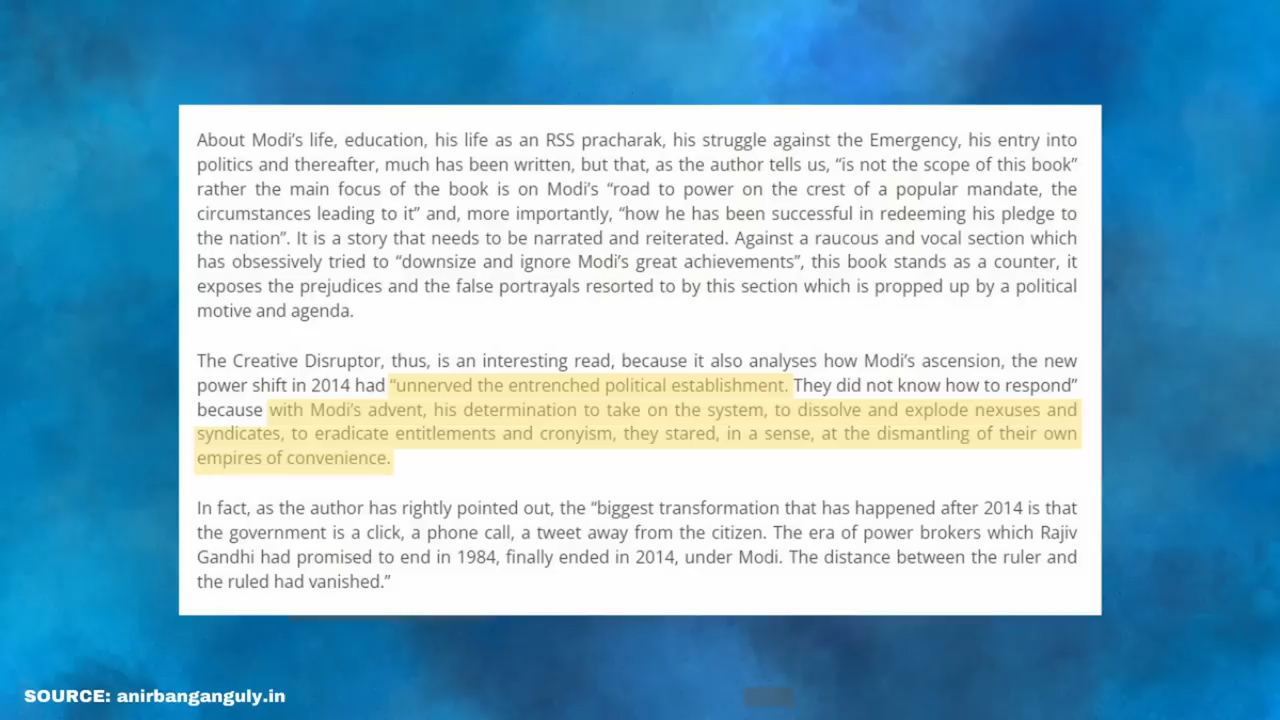 About Modi’s life, education, his life as an RSS pracharak, his struggle against the Emergency, his entry into
politics and thereafter, much has been written, but that, as the author tells us, “is not the scope of this book”
rather the main focus of the book is on Modi’s “road to power on the crest of a popular mandate, the
circumstances leading to it” and, more importantly, “how he has been successful in redeeming his pledge to
the nation”. It is a story that needs to be narrated and reiterated. Against a raucous and vocal section which
has obsessively tried to “downsize and ignore Modi’s great achievements”, this book stands as a counter, it
exposes the prejudices and the false portrayals resorted to by this section which is propped up by a political
motive and agenda.
The Creative Disruptor, thus, is an interesting read, because it also analyses how Modi’s ascension, the new
power shift in 2014 had “unnerved the entrenched political establishment. They did not know how to respond”
because with Modi’s advent, his determination to take on the system, to dissolve and explode nexuses and
syndicates, to eradicate entitlements and cronyism, they stared, in a sense, at the dismantling of their own
empires of convenience.
In fact, as the author has rightly pointed out, the “biggest transformation that has happened after 2014 is that
the government is a click, a phone call, a tweet away from the citizen. The era of power brokers which Rajiv
Gandhi had promised to end in 1984, finally ended in 2014, under Modi. The distance between the ruler and
the ruled had vanished.”
SOURCE: anirbanganguly.in